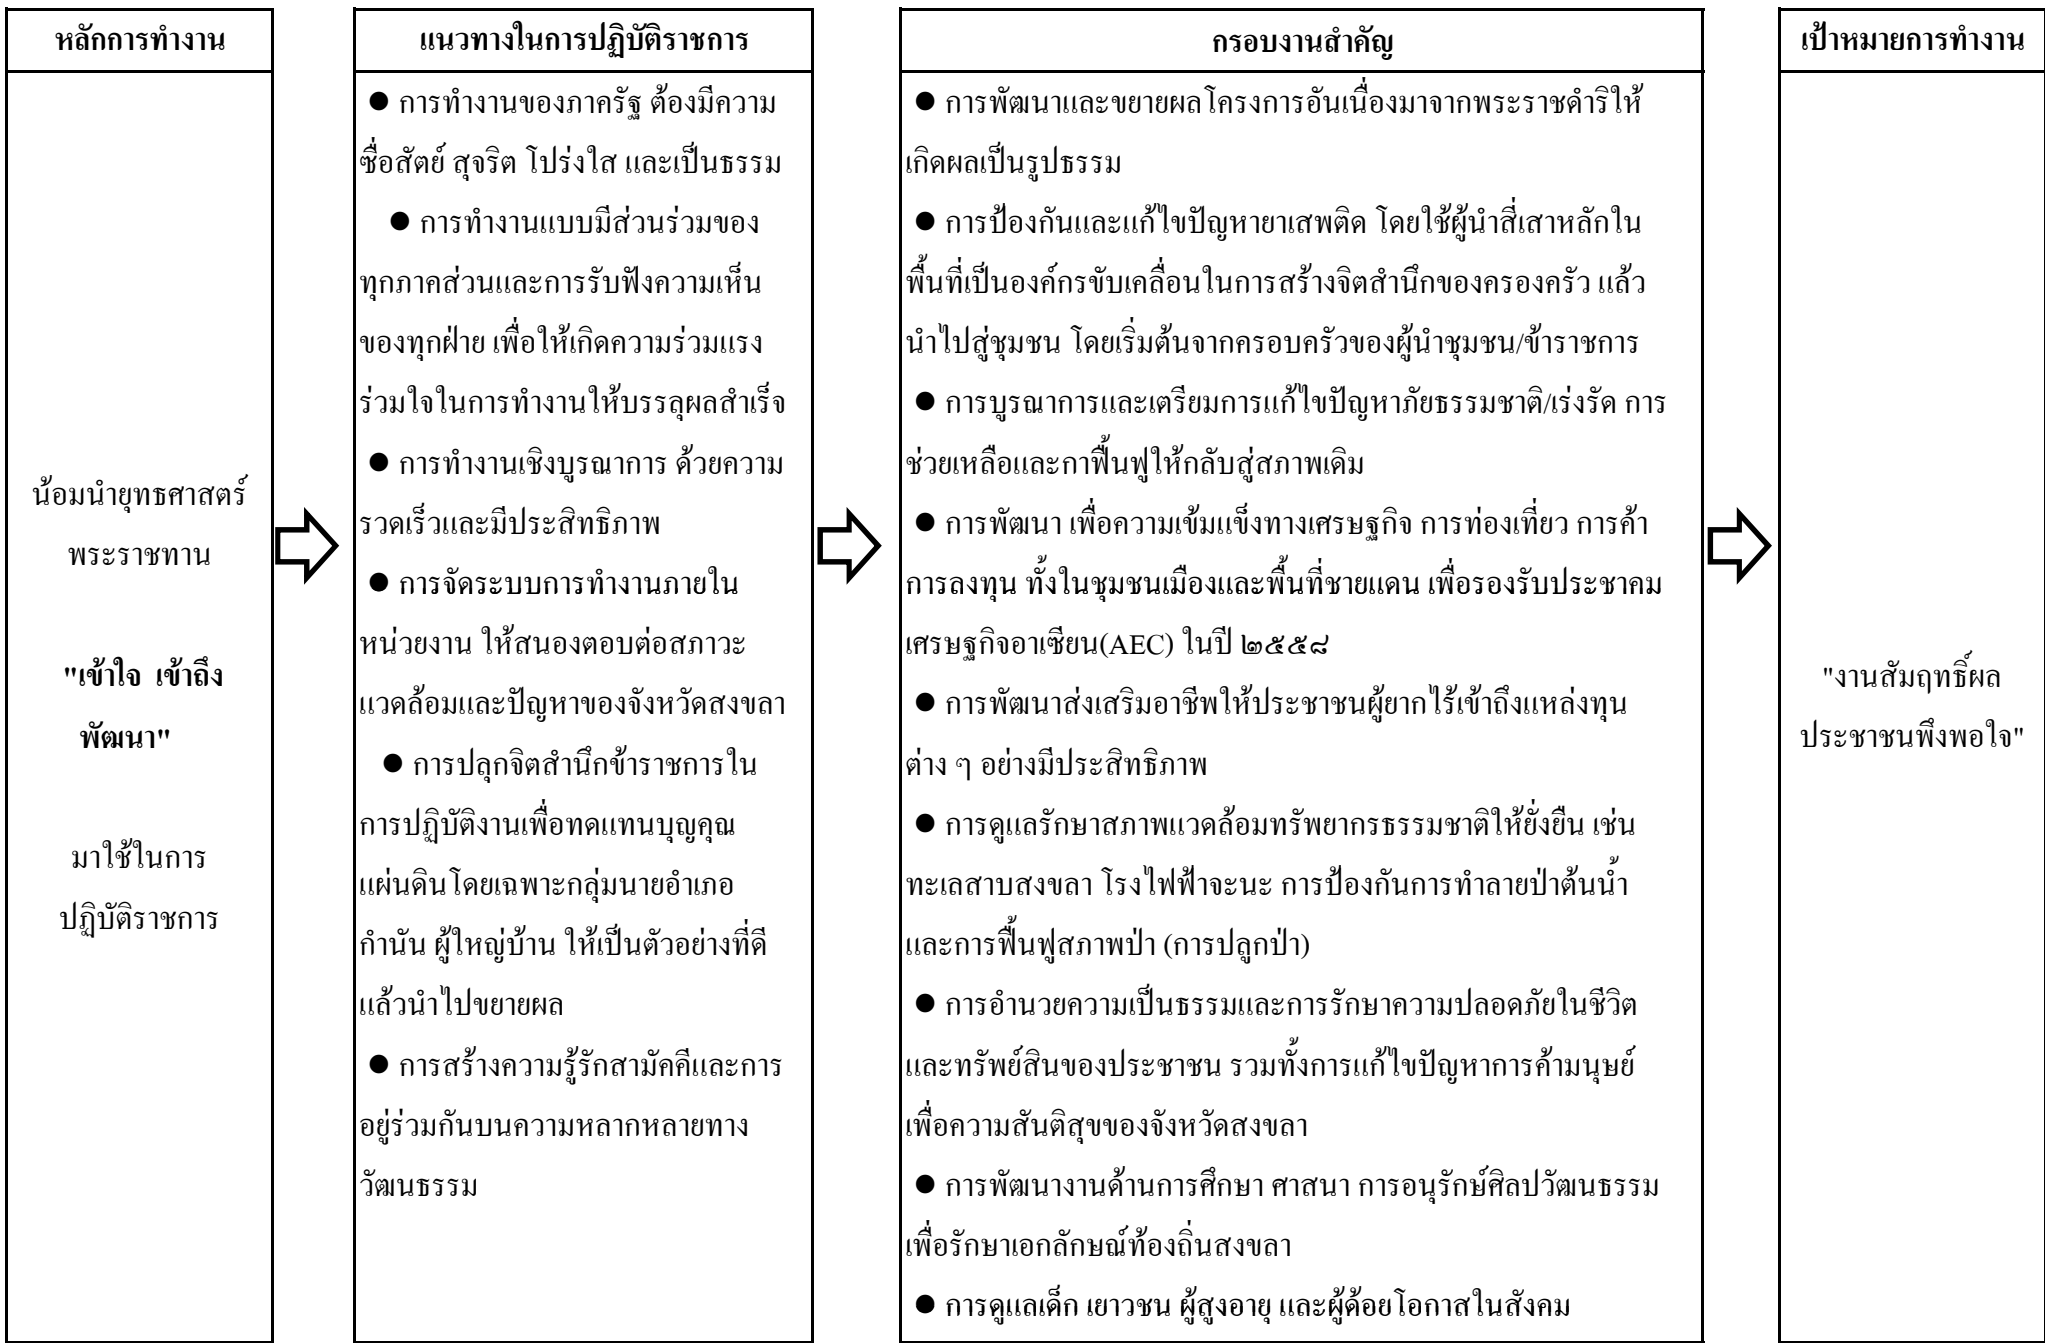 หลักการทำงาน
น้อมนำยุทธศาสตร์
พระราชทาน
"เข้าใจ เข้าถึง
พัฒนา"
มาใช้ในการ
ปฏิบัติราชการ
แนวทางในการปฏิบัติราชการ
● การทำงานของภาครัฐ ต้องมีความ
ซื่อสัตย์ สุจริต โปร่งใส และเป็นธรรม
● การทำงานแบบมีส่วนร่วมของ
ทุกภาคส่วนและการรับฟังความเห็น
ของทุกฝ่าย เพื่อให้เกิดความร่วมแรง
ร่วมใจในการทำงานให้บรรลุผลสำเร็จ
● การทำงานเชิงบูรณาการ ด้วยความ
รวดเร็วและมีประสิทธิภาพ
● การจัดระบบการทำงานภายใน
หน่วยงาน ให้สนองตอบต่อสภาวะ
แวดล้อมและปัญหาของจังหวัดสงขลา
● การปลุกจิตสำนึกข้าราชการใน
การปฏิบัติงานเพื่อทดแทนบุญคุณ
แผ่นดินโดยเฉพาะกลุ่มนายอำเภอ
กำนัน ผู้ใหญ่บ้าน ให้เป็นตัวอย่างที่ดี
แล้วนำไปขยายผล
● การสร้างความรู้รักสามัคคีและการ
อยู่ร่วมกันบนความหลากหลายทาง
วัฒนธรรม
กรอบงานสำคัญ
● การพัฒนาและขยายผลโครงการอันเนื่องมาจากพระราชดำริให้
เกิดผลเป็นรูปธรรม
● การป้องกันและแก้ไขปัญหายาเสพติด โดยใช้ผู้นำสี่เสาหลักใน
พื้นที่เป็นองค์กรขับเคลื่อนในการสร้างจิตสำนึกของครองครัว แล้ว
นำไปสู่ชุมชน โดยเริ่มต้นจากครอบครัวของผู้นำชุมชน/ข้าราชการ
● การบูรณาการและเตรียมการแก้ไขปัญหาภัยธรรมชาติ/เร่งรัด การ
ช่วยเหลือและกาฟื้นฟูให้กลับสู่สภาพเดิม
● การพัฒนา เพื่อความเข้มแข็งทางเศรษฐกิจ การท่องเที่ยว การค้า
การลงทุน ทั้งในชุมชนเมืองและพื้นที่ชายแดน เพื่อรองรับประชาคม
เศรษฐกิจอาเซียน(AEC) ในปี ๒๕๕๘
● การพัฒนาส่งเสริมอาชีพให้ประชาชนผู้ยากไร้เข้าถึงแหล่งทุน
ต่าง ๆ อย่างมีประสิทธิภาพ
● การดูแลรักษาสภาพแวดล้อมทรัพยากรธรรมชาติให้ยั่งยืน เช่น
ทะเลสาบสงขลา โรงไฟฟ้าจะนะ การป้องกันการทำลายป่าต้นน้ำ
และการฟื้นฟูสภาพป่า (การปลูกป่า)
● การอำนวยความเป็นธรรมและการรักษาความปลอดภัยในชีวิต
และทรัพย์สินของประชาชน รวมทั้งการแก้ไขปัญหาการค้ามนุษย์
เพื่อความสันติสุขของจังหวัดสงขลา
● การพัฒนางานด้านการศึกษา ศาสนา การอนุรักษ์ศิลปวัฒนธรรม
เพื่อรักษาเอกลักษณ์ท้องถิ่นสงขลา
● การดูแลเด็ก เยาวชน ผู้สูงอายุ และผู้ด้อยโอกาสในสังคม
เป้าหมายการทำงาน
"งานสัมฤทธิ์ผล
ประชาชนพึงพอใจ"